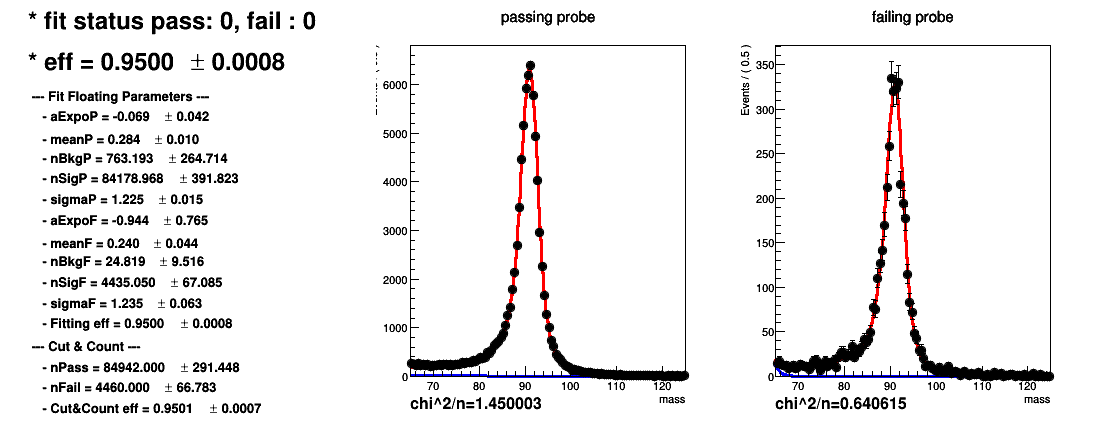 * fit status pass: 0, fail : 0
* eff = 0.9500 ± 0.0008
--- Fit Floating Parameters ---
- aExpoP = -0.069 ± 0.042
- meanP = 0.284 ± 0.010
- nBkgP = 763.193 ± 264.714
- nSigP = 84178.968 ± 391.823
- sigmaP = 1.225 ± 0.015
- aExpoF = -0.944 ± 0.765
- meanF = 0.240 ± 0.044
- nBkgF = 24.819 ± 9.516
- nSigF = 4435.050 ± 67.085
- sigmaF = 1.235 ± 0.063
- Fitting eff = 0.9500 ± 0.0008
--- Cut & Count ---
- nPass = 84942.000 ± 291.448
- nFail = 4460.000 ± 66.783
- Cut&Count eff = 0.9501 ± 0.0007
passing probe
6000
5000
4000
3000
2000
1000
0
70 80 90 100 110 120
mass
chi^2/n=1.450003
failing probe
Events / ( 0.5 )
350
300
250
200
150
100
50
0
70 80 90 100 110 120
mass
chi^2/n=0.640615